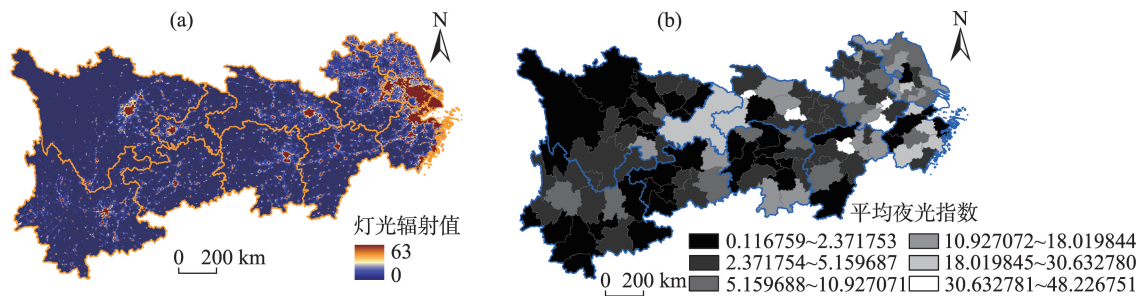 (a)
N
灯光辐射值
63
0
0 200 km
(b)
N
平均夜光指数
0.116759~2.371753
2.371754~5.159687
5.159688~10.927071
10.927072~18.019844
18.019845~30.632780
30.632781~48.226751
0 200 km